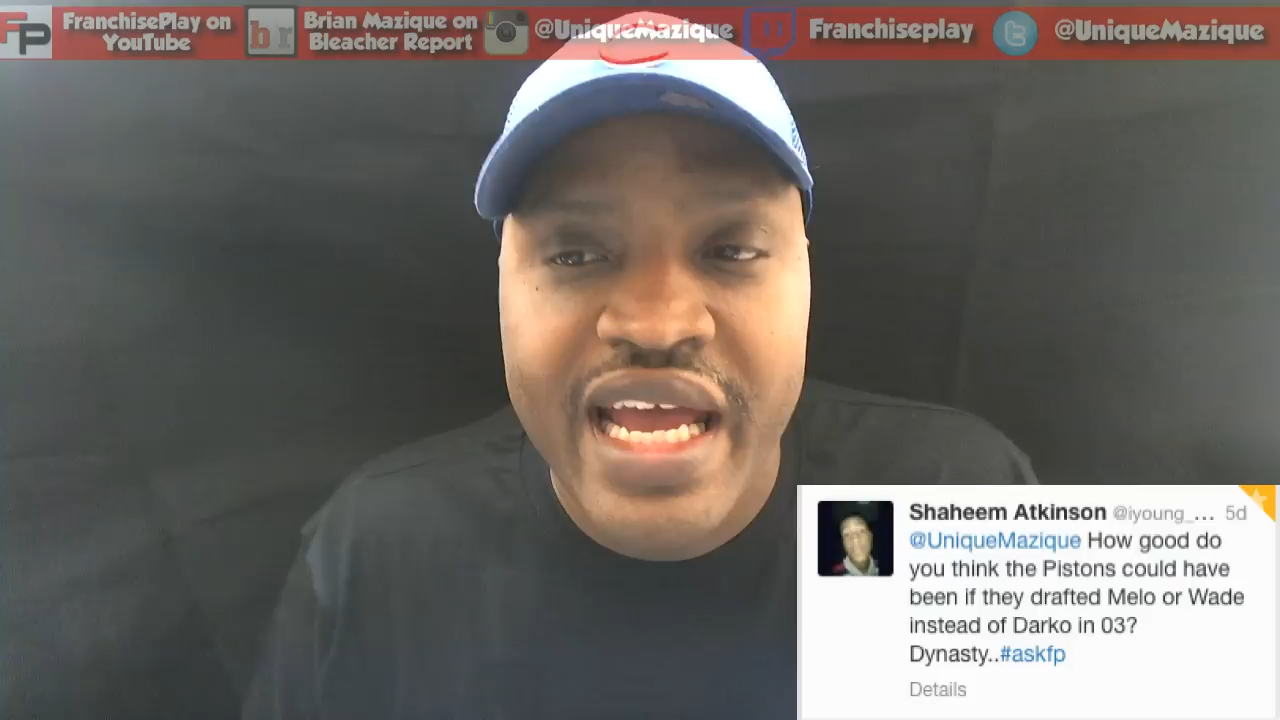 FP
FranchisePlay on
YouTube
br
Brian Mazique on
Bleacher Report
@UniqueMazique
Franchiseplay
@UniqueMazique
Shaheem Atkinson @iyoung_... 5d
@UniqueMazique How good do
you think the Pistons could have
been if they drafted Melo or Wade
instead of Darko in 03?
Dynasty..#askfp
Details